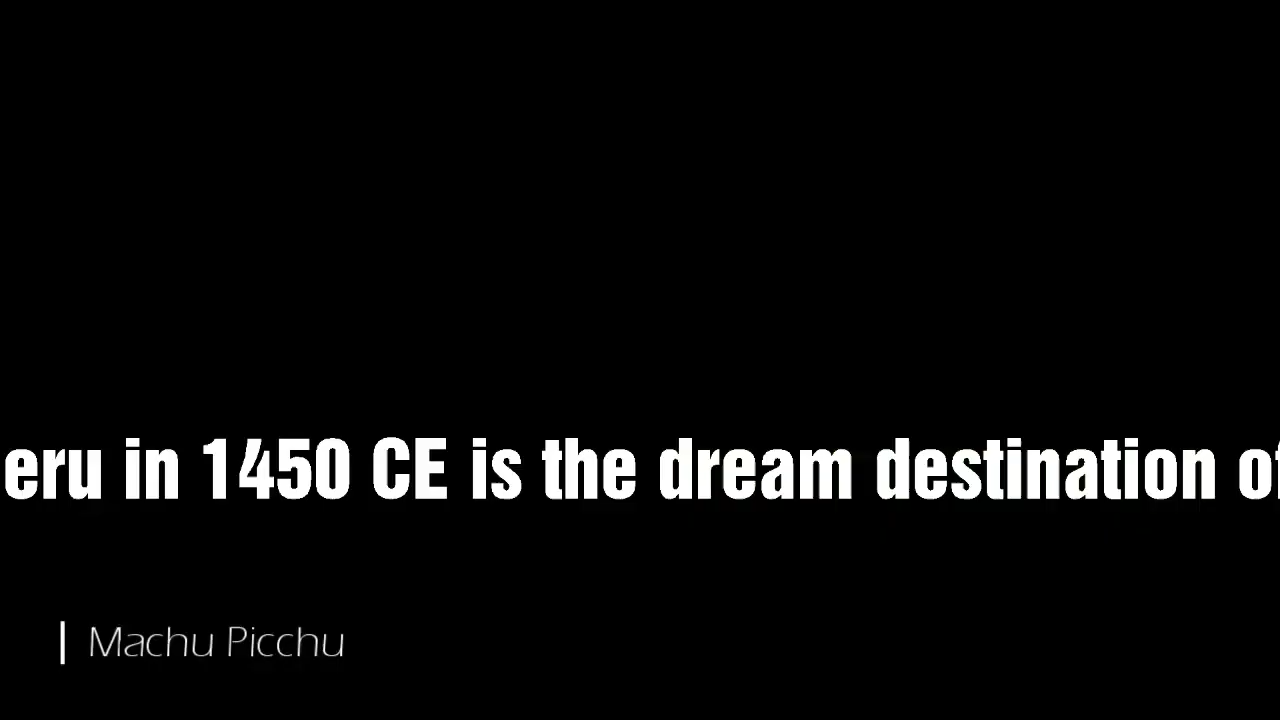 eru in 1450 CE is the dream destination of
Machu Picchu